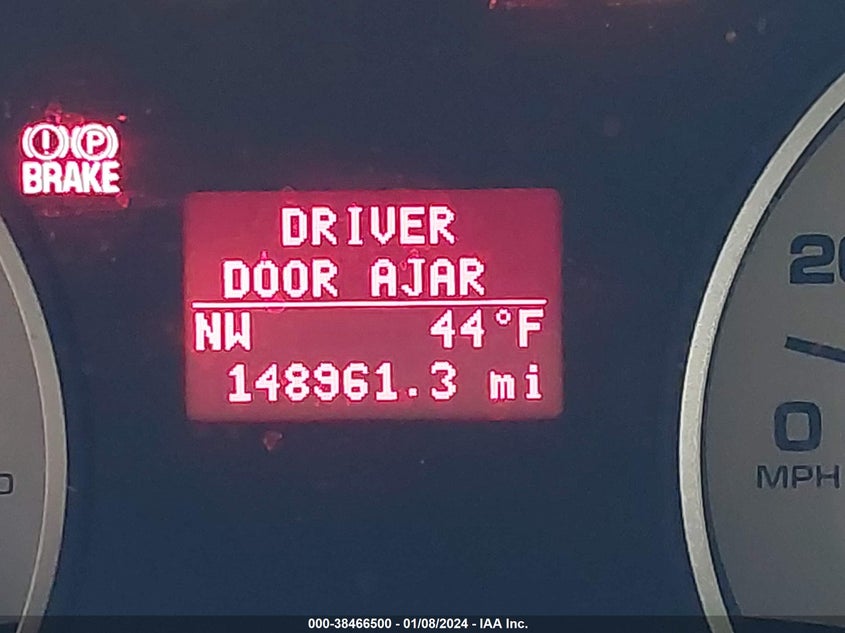 (!) (P)
BRAKE
DRIVER
DOOR AJAR
NW 44°F
148961.3 mi
20
0
MPH
000-38466500 - 01/08/2024 - IAA Inc.